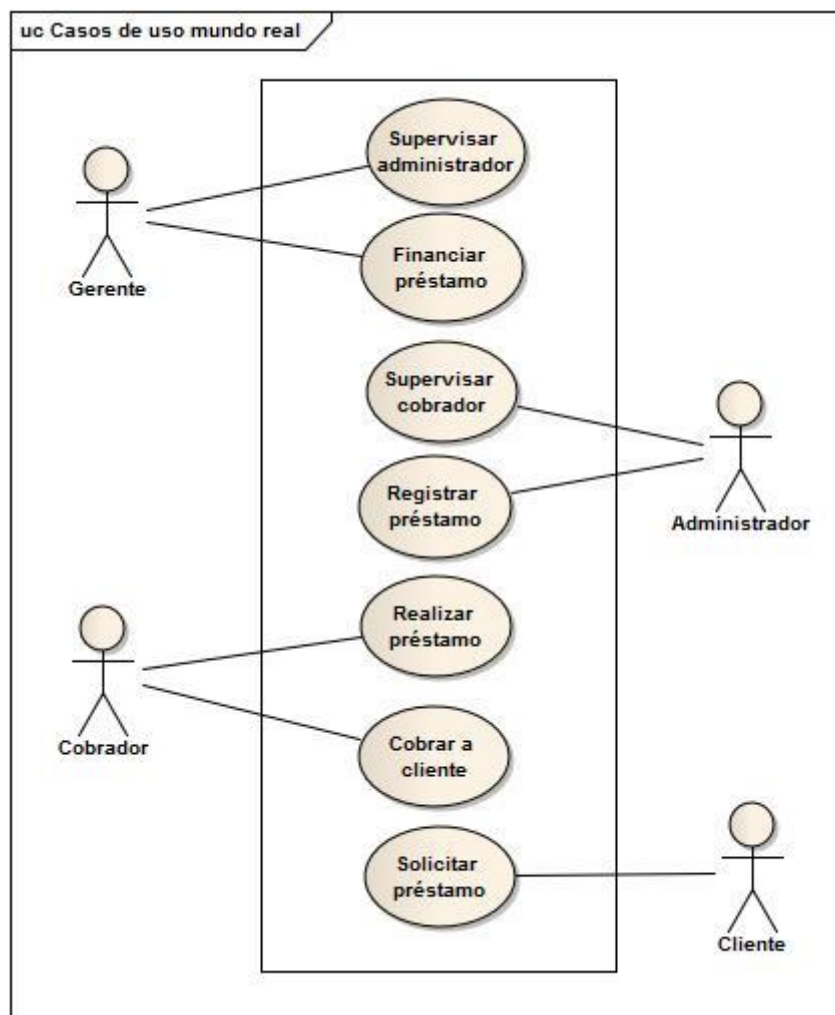 uc Casos de uso mundo real
Supervisar
administrador
Gerente
Financiar
préstamo
Supervisar
cobrador
Registrar
préstamo
Administrador
Realizar
préstamo
Cobrador
Cobrar a
cliente
Solicitar
préstamo
Cliente